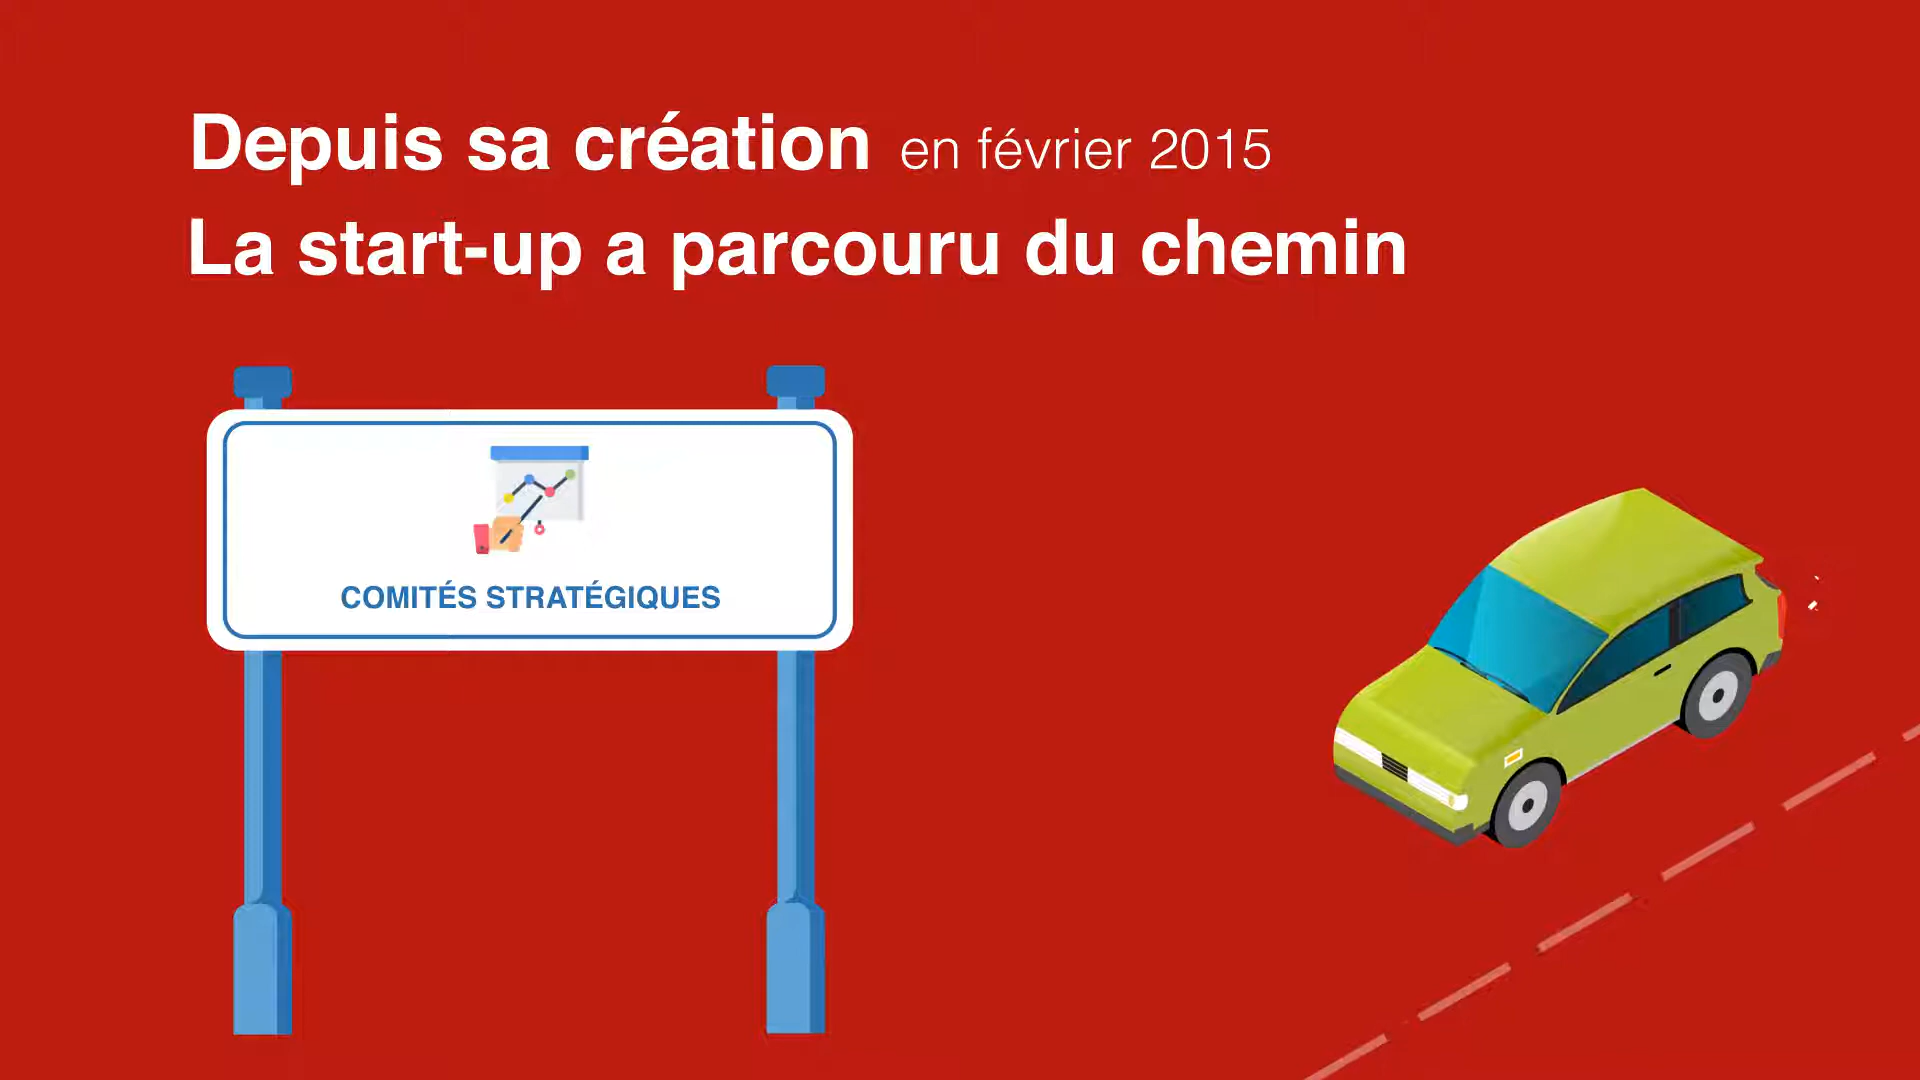 Depuis sa création en février 2015
La start-up a parcouru du chemin
COMITÉS STRATÉGIQUES